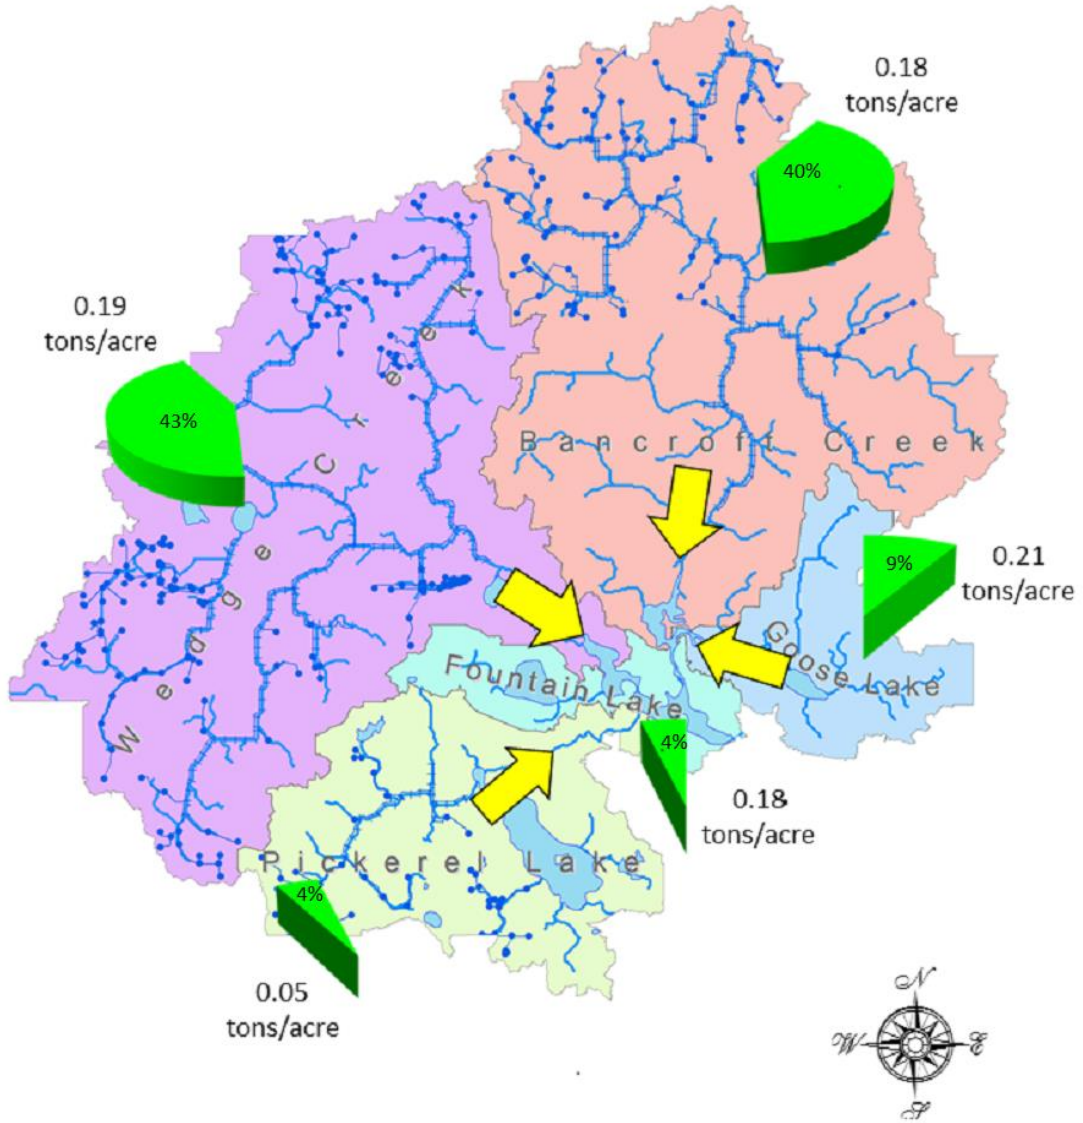 0.18
tons/acre
40%
0.19
tons/acre
43%
Bancroft Creek
Wedge Creek
9%
0.21
tons/acre
Goose Lake
Fountain Lake
4%
0.18
tons/acre
Pickerel Lake
4%
0.05
tons/acre
N
W
E
S